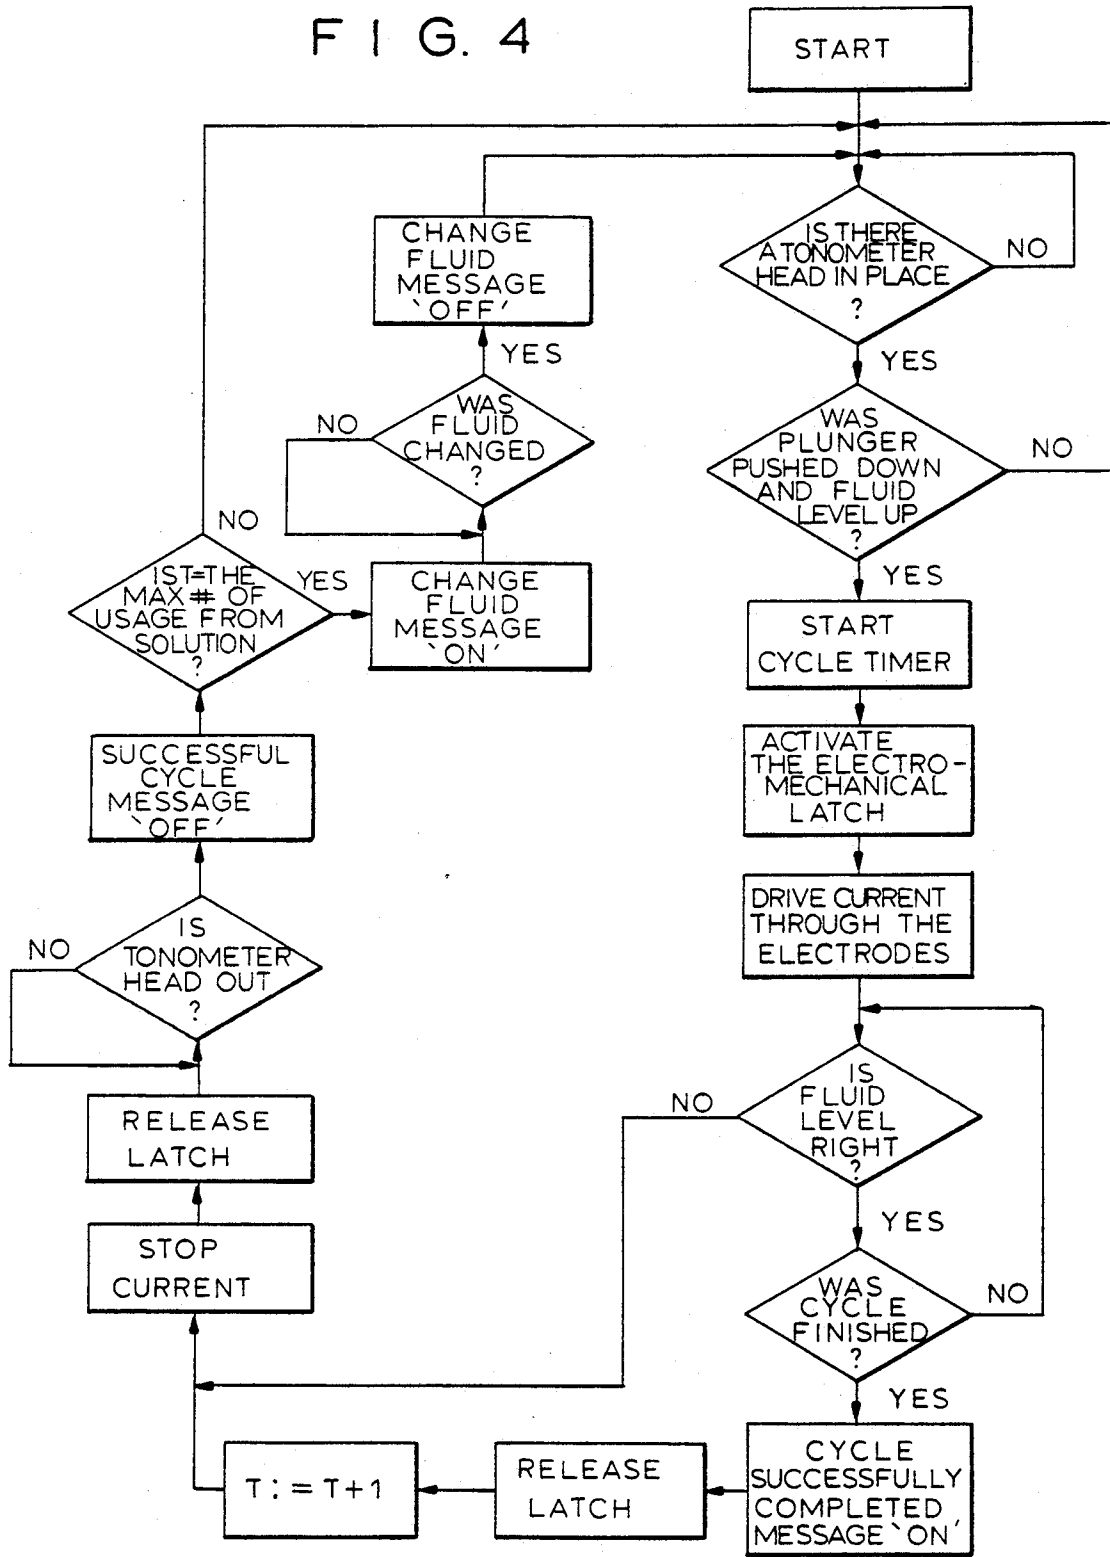 FIG. 4
START
IS THERE
A TONOMETER
HEAD IN PLACE
?
NO
YES
WAS
PLUNGER
PUSHED DOWN
AND FLUID
LEVEL UP
?
NO
YES
START
CYCLE TIMER
ACTIVATE
THE ELECTRO-
MECHANICAL
LATCH
DRIVE CURRENT
THROUGH THE
ELECTRODES
IS
FLUID
LEVEL
RIGHT
?
NO
YES
WAS
CYCLE
FINISHED
?
NO
YES
CYCLE
SUCCESSFULLY
COMPLETED
MESSAGE `ON´
RELEASE
LATCH
T:=T+1
STOP
CURRENT
RELEASE
LATCH
IS
TONOMETER
HEAD OUT
?
NO
SUCCESSFUL
CYCLE
MESSAGE
`OFF´
IS T=THE
MAX # OF
USAGE FROM
SOLUTION
?
NO
YES
CHANGE
FLUID
MESSAGE
`ON´
WAS
FLUID
CHANGED
?
NO
YES
CHANGE
FLUID
MESSAGE
`OFF´